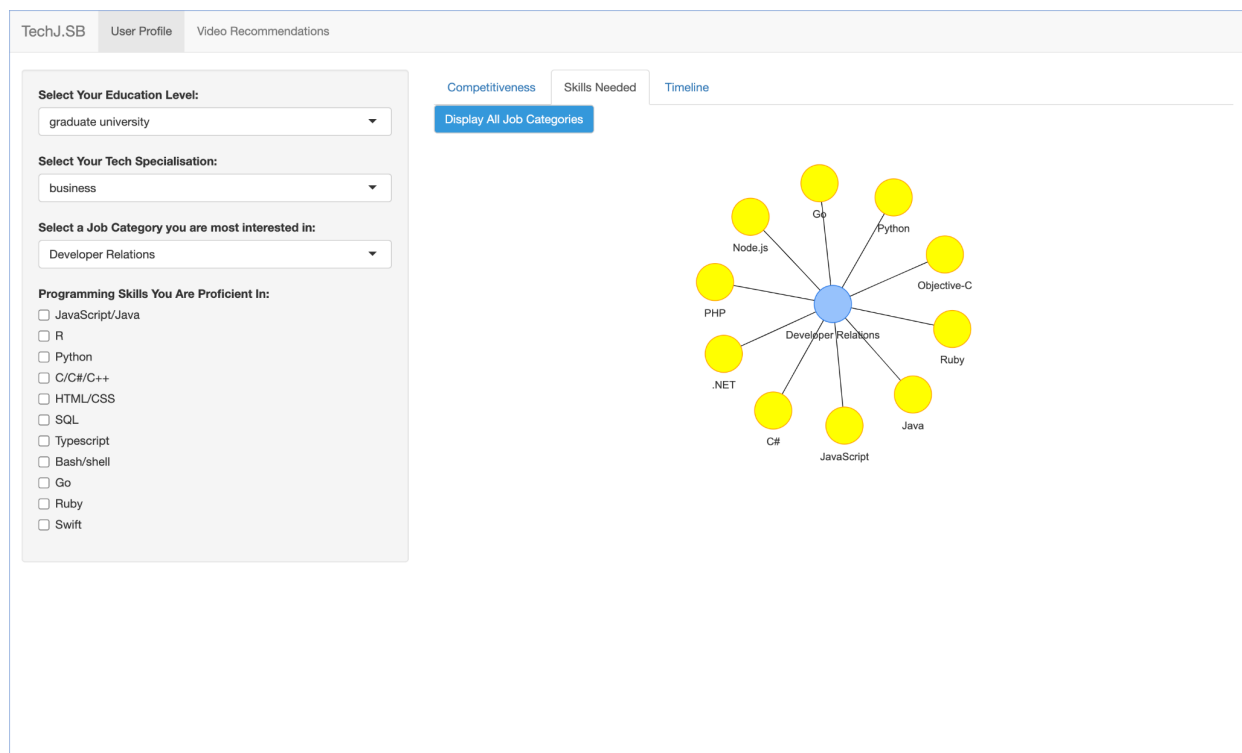 TechJ.SB User Profile Video Recommendations
Select Your Education Level:
graduate university
Select Your Tech Specialisation:
business
Select a Job Category you are most interested in:
Developer Relations
Programming Skills You Are Proficient In:
JavaScript/Java
R
Python
C/C#/C++
HTML/CSS
SQL
Typescript
Bash/shell
Go
Ruby
Swift
Competitiveness Skills Needed Timeline
Display All Job Categories
Go
Python
Node.js
Objective-C
PHP
Developer Relations
Ruby
.NET
Java
C#
JavaScript